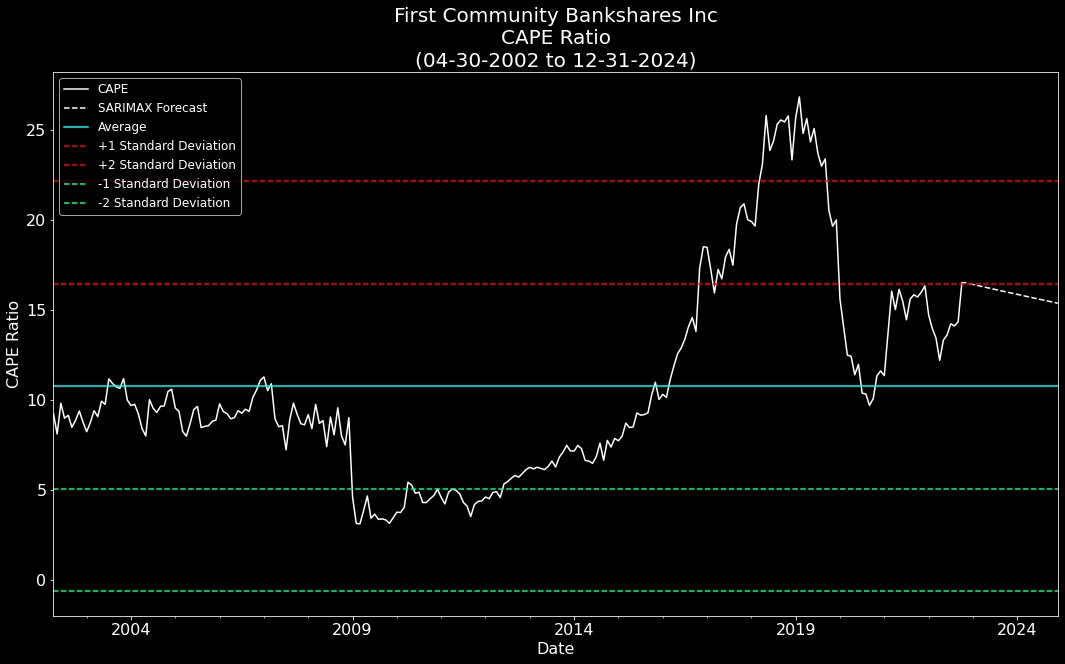 First Community Bankshares Inc
CAPE Ratio
(04-30-2002 to 12-31-2024)
CAPE
SARIMAX Forecast
Average
+1 Standard Deviation
+2 Standard Deviation
-1 Standard Deviation
-2 Standard Deviation
25
20
15
10
5
0
CAPE Ratio
2004
2009
2014
2019
2024
Date